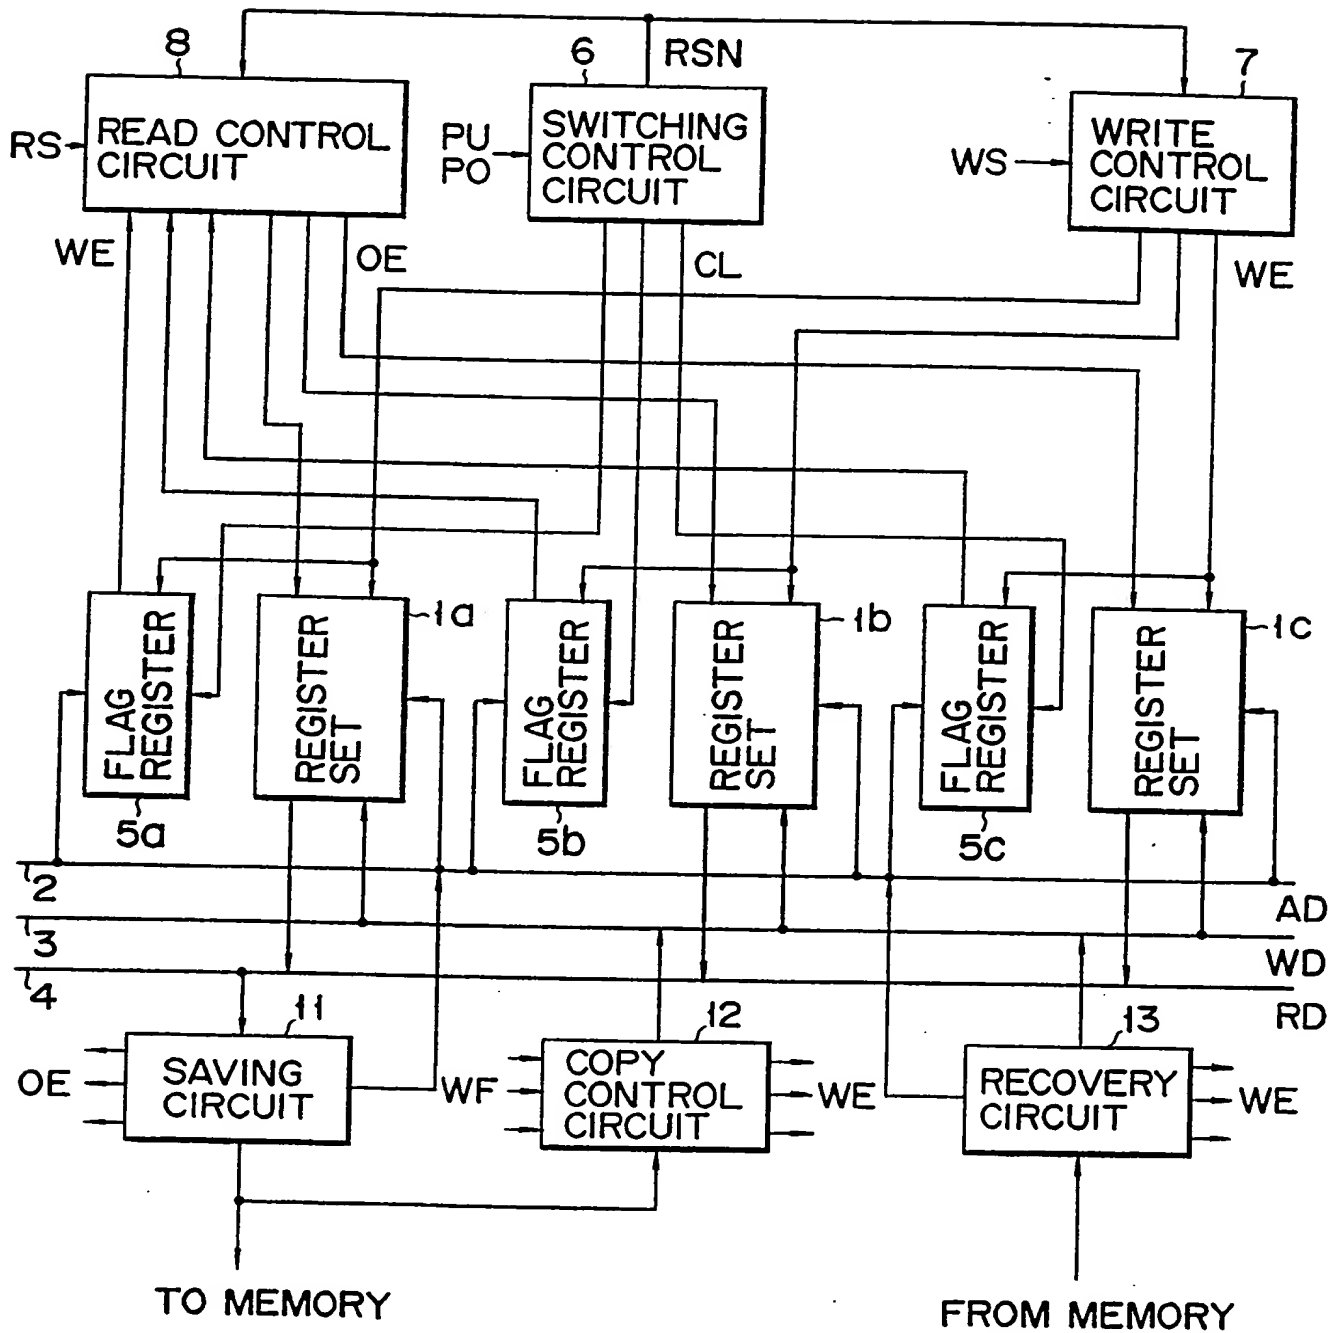 8
6
RSN
7
RS
READ CONTROL
CIRCUIT
PU
PO
SWITCHING
CONTROL
CIRCUIT
WS
WRITE
CONTROL
CIRCUIT
WE
OE
CL
WE
FLAG
REGISTER
5a
REGISTER
SET
1a
FLAG
REGISTER
5b
REGISTER
SET
1b
FLAG
REGISTER
5c
REGISTER
SET
1c
2
AD
3
WD
4
RD
11
12
13
OE
SAVING
CIRCUIT
WF
COPY
CONTROL
CIRCUIT
WE
RECOVERY
CIRCUIT
WE
TO MEMORY
FROM MEMORY